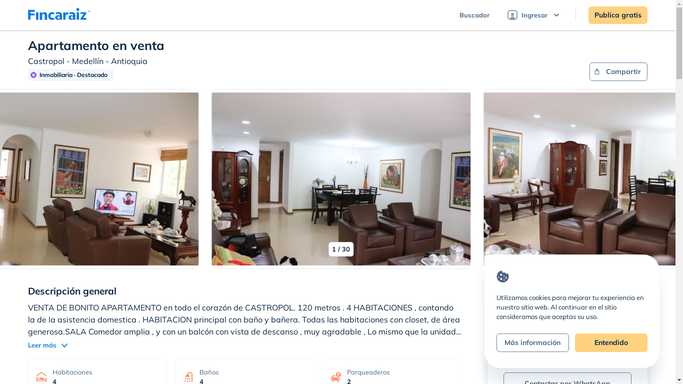 Fincaraiz
Buscador
Ingresar
Publica gratis
Apartamento en venta
Castropol - Medellín - Antioquia
Inmobiliaria · Destacado
Compartir
1 / 30
Descripción general
VENTA DE BONITO APARTAMENTO en todo el corazón de CASTROPOL. 120 metros . 4 HABITACIONES , contando
la de la asistencia domestica . HABITACION principal con baño y bañera. Todas las habitaciones con closet, de área
generosa.SALA Comedor amplia , y con un balcón con vista de descanso , muy agradable , Lo mismo que la unidad...
Leer más
Habitaciones
4
Baños
4
Parqueaderos
2
Utilizamos cookies para mejorar tu experiencia en
nuestro sitio web. Al continuar en el sitio
consideramos que aceptas su uso.
Más información
Entendido
Contactar por WhatsApp